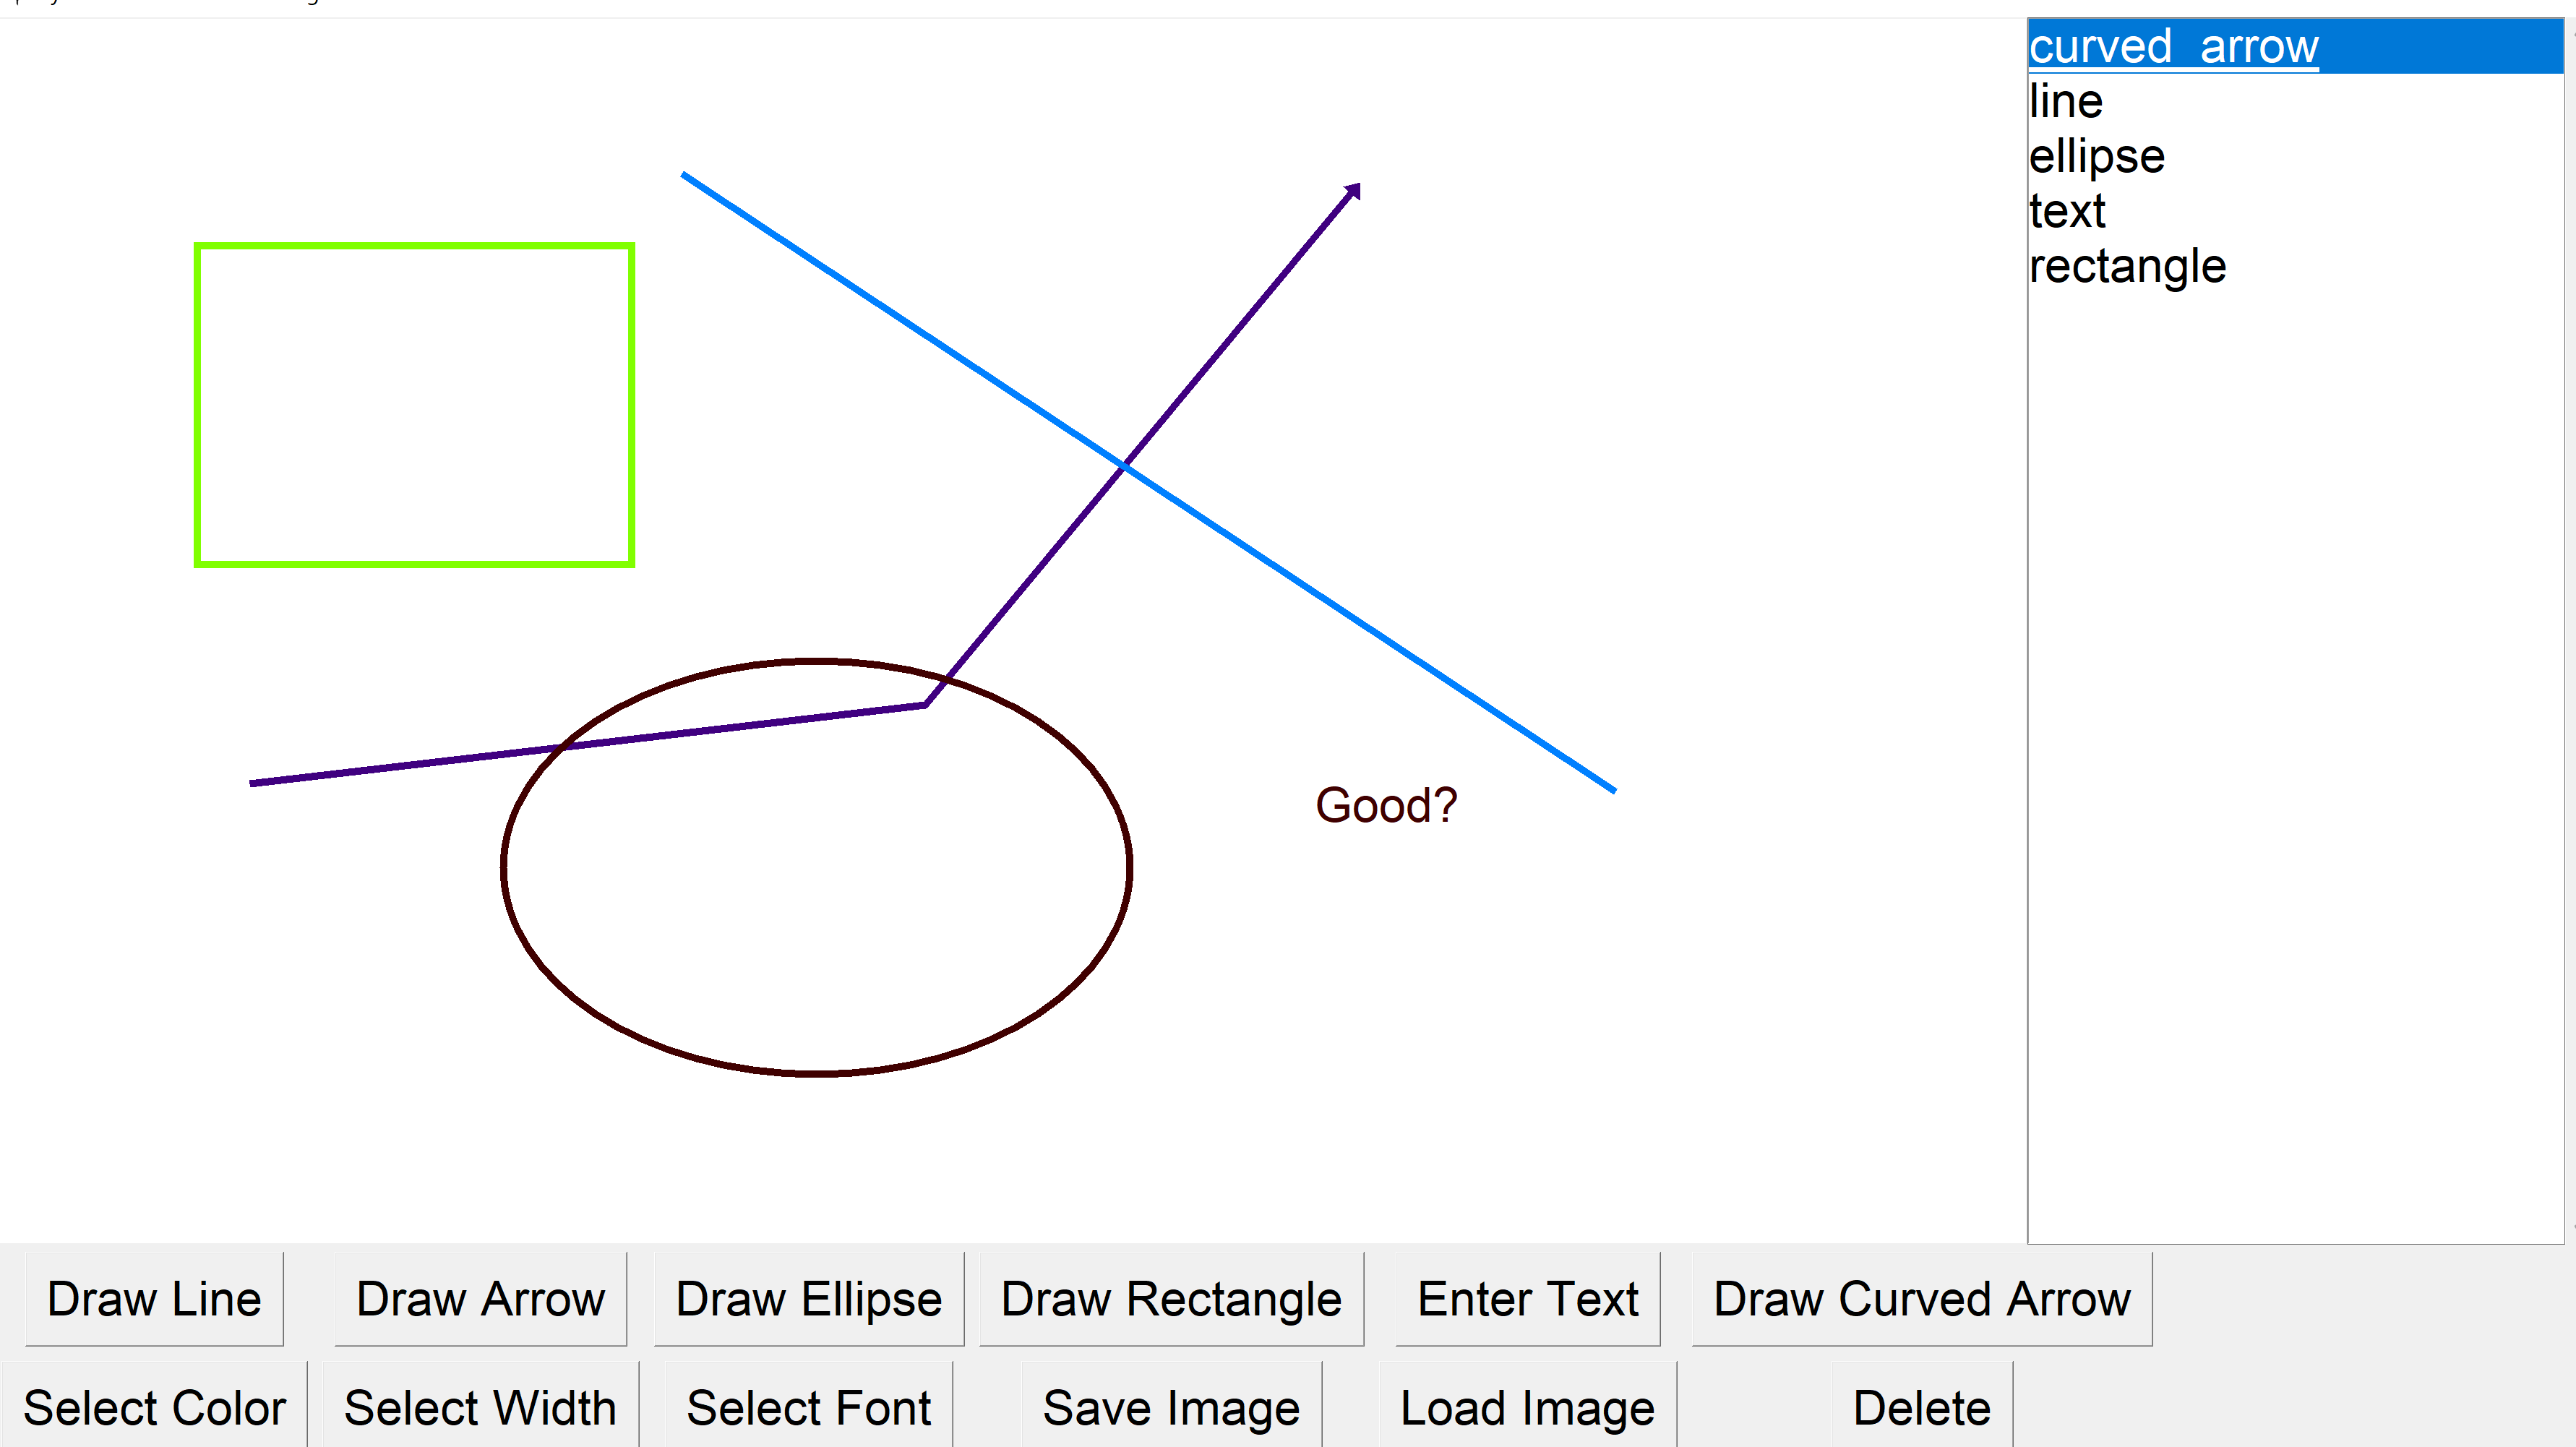 curved_arrow
line
ellipse
text
rectangle
Good?
Draw Line
Draw Arrow
Draw Ellipse
Draw Rectangle
Enter Text
Draw Curved Arrow
Select Color
Select Width
Select Font
Save Image
Load Image
Delete